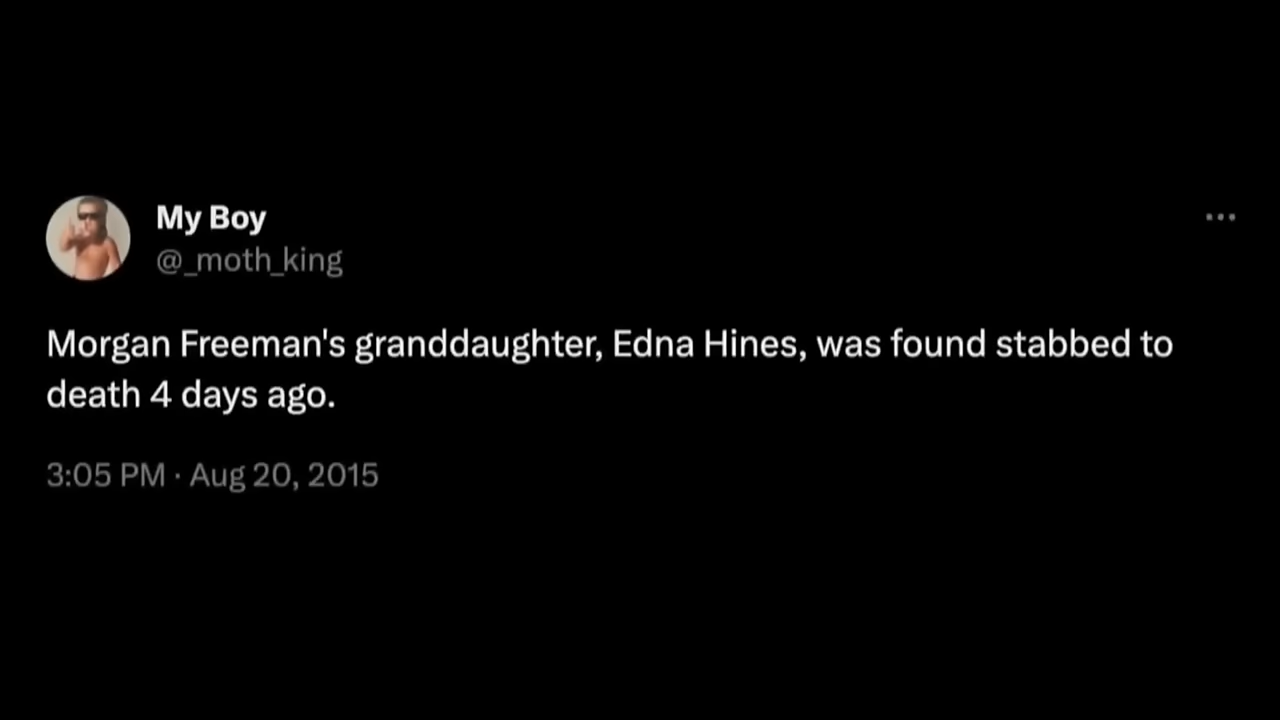 My Boy
@_moth_king
Morgan Freeman's granddaughter, Edna Hines, was found stabbed to
death 4 days ago.
3:05 PM · Aug 20, 2015